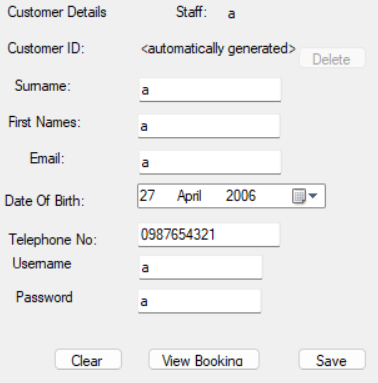 Customer Details Staff: a
Customer ID: <automatically generated> Delete
Surname: a
First Names: a
Email: a
Date Of Birth: 27 April 2006
Telephone No: 0987654321
Username a
Password a
Clear View Booking Save